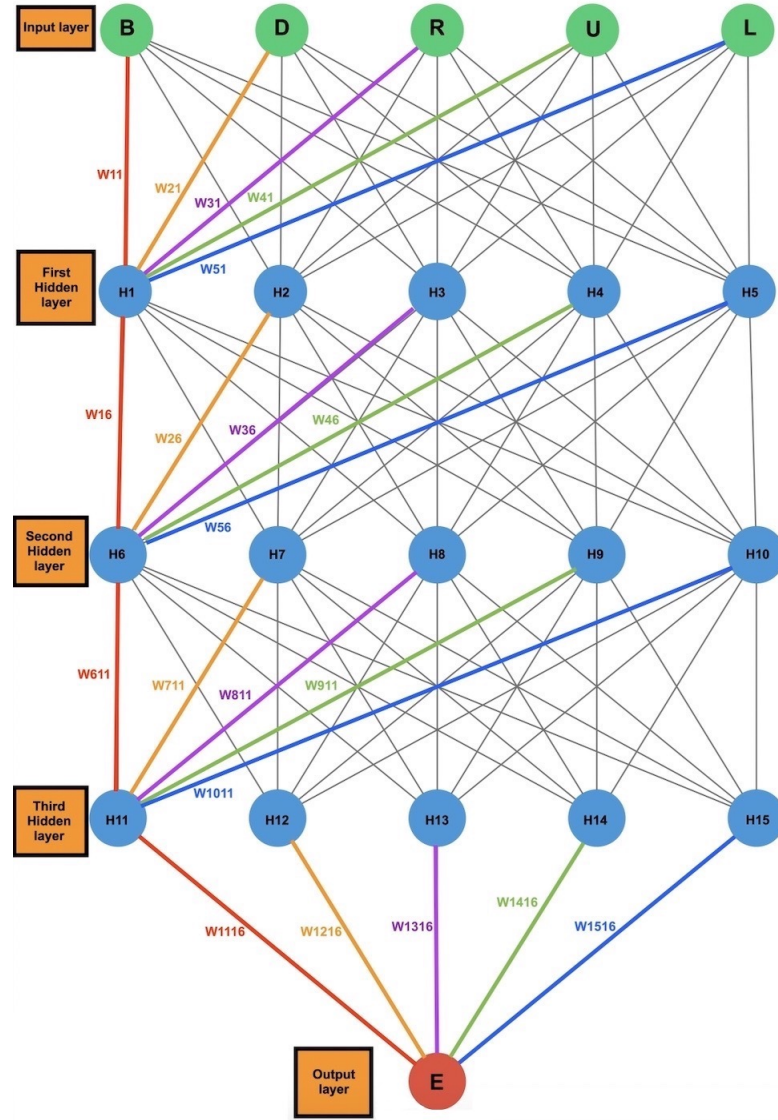 Input layer
B
D
R
U
L
W11
W21
W31
W41
W51
First
Hidden
layer
H1
H2
H3
H4
H5
W16
W26
W36
W46
W56
Second
Hidden
layer
H6
H7
H8
H9
H10
W611
W711
W811
W911
W1011
Third
Hidden
layer
H11
H12
H13
H14
H15
W1116
W1216
W1316
W1416
W1516
Output
layer
E